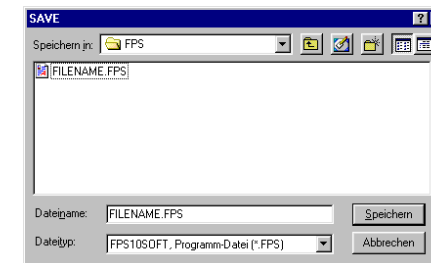 SAVE
Speichern in: FPS
FILENAME.FPS
Dateiname: FILENAME.FPS Speichern
Dateityp: FPS10SOFT, Programm-Datei (*.FPS) Abbrechen